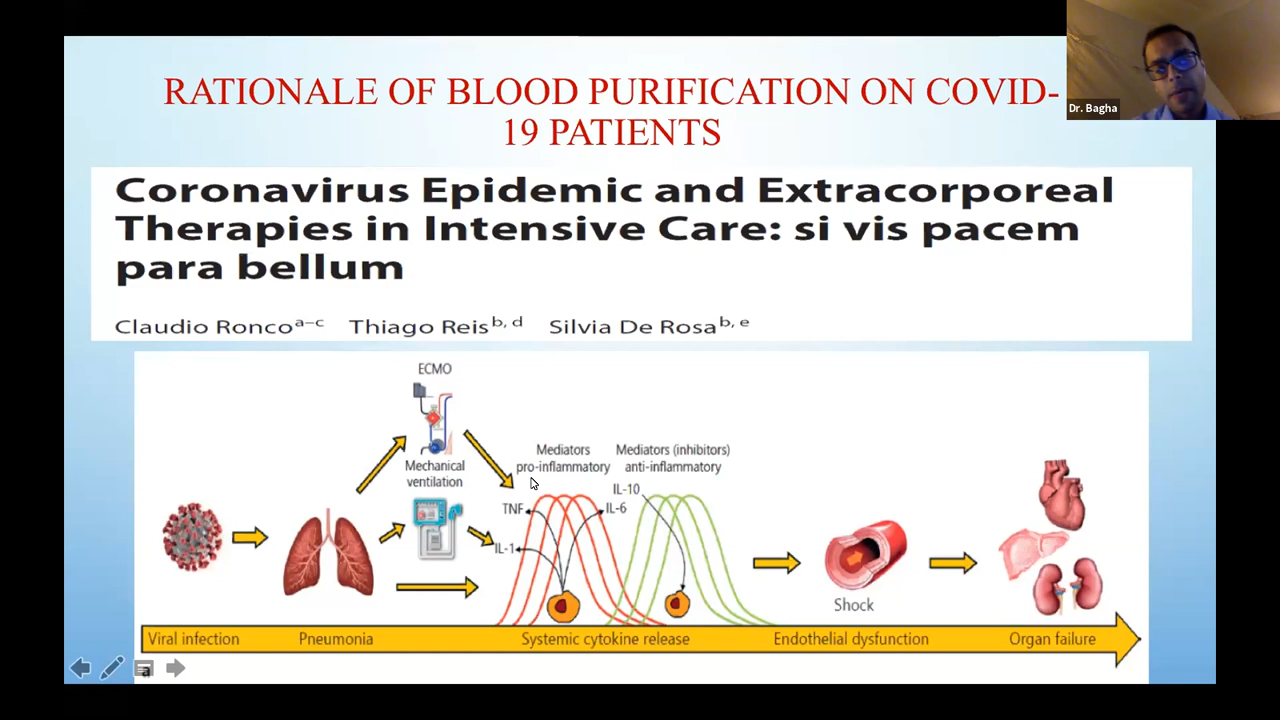 RATIONALE OF BLOOD PURIFICATION ON COVID-
19 PATIENTS
Dr. Bagha
Coronavirus Epidemic and Extracorporeal
Therapies in Intensive Care: si vis pacem
para bellum
Claudio Ronco a–c Thiago Reis b, d Silvia De Rosa b, e
ECMO
Mechanical
ventilation
Mediators
pro-inflammatory
Mediators (inhibitors)
anti-inflammatory
IL-10
TNF
IL-6
IL-1
Shock
Viral infection
Pneumonia
Systemic cytokine release
Endothelial dysfunction
Organ failure